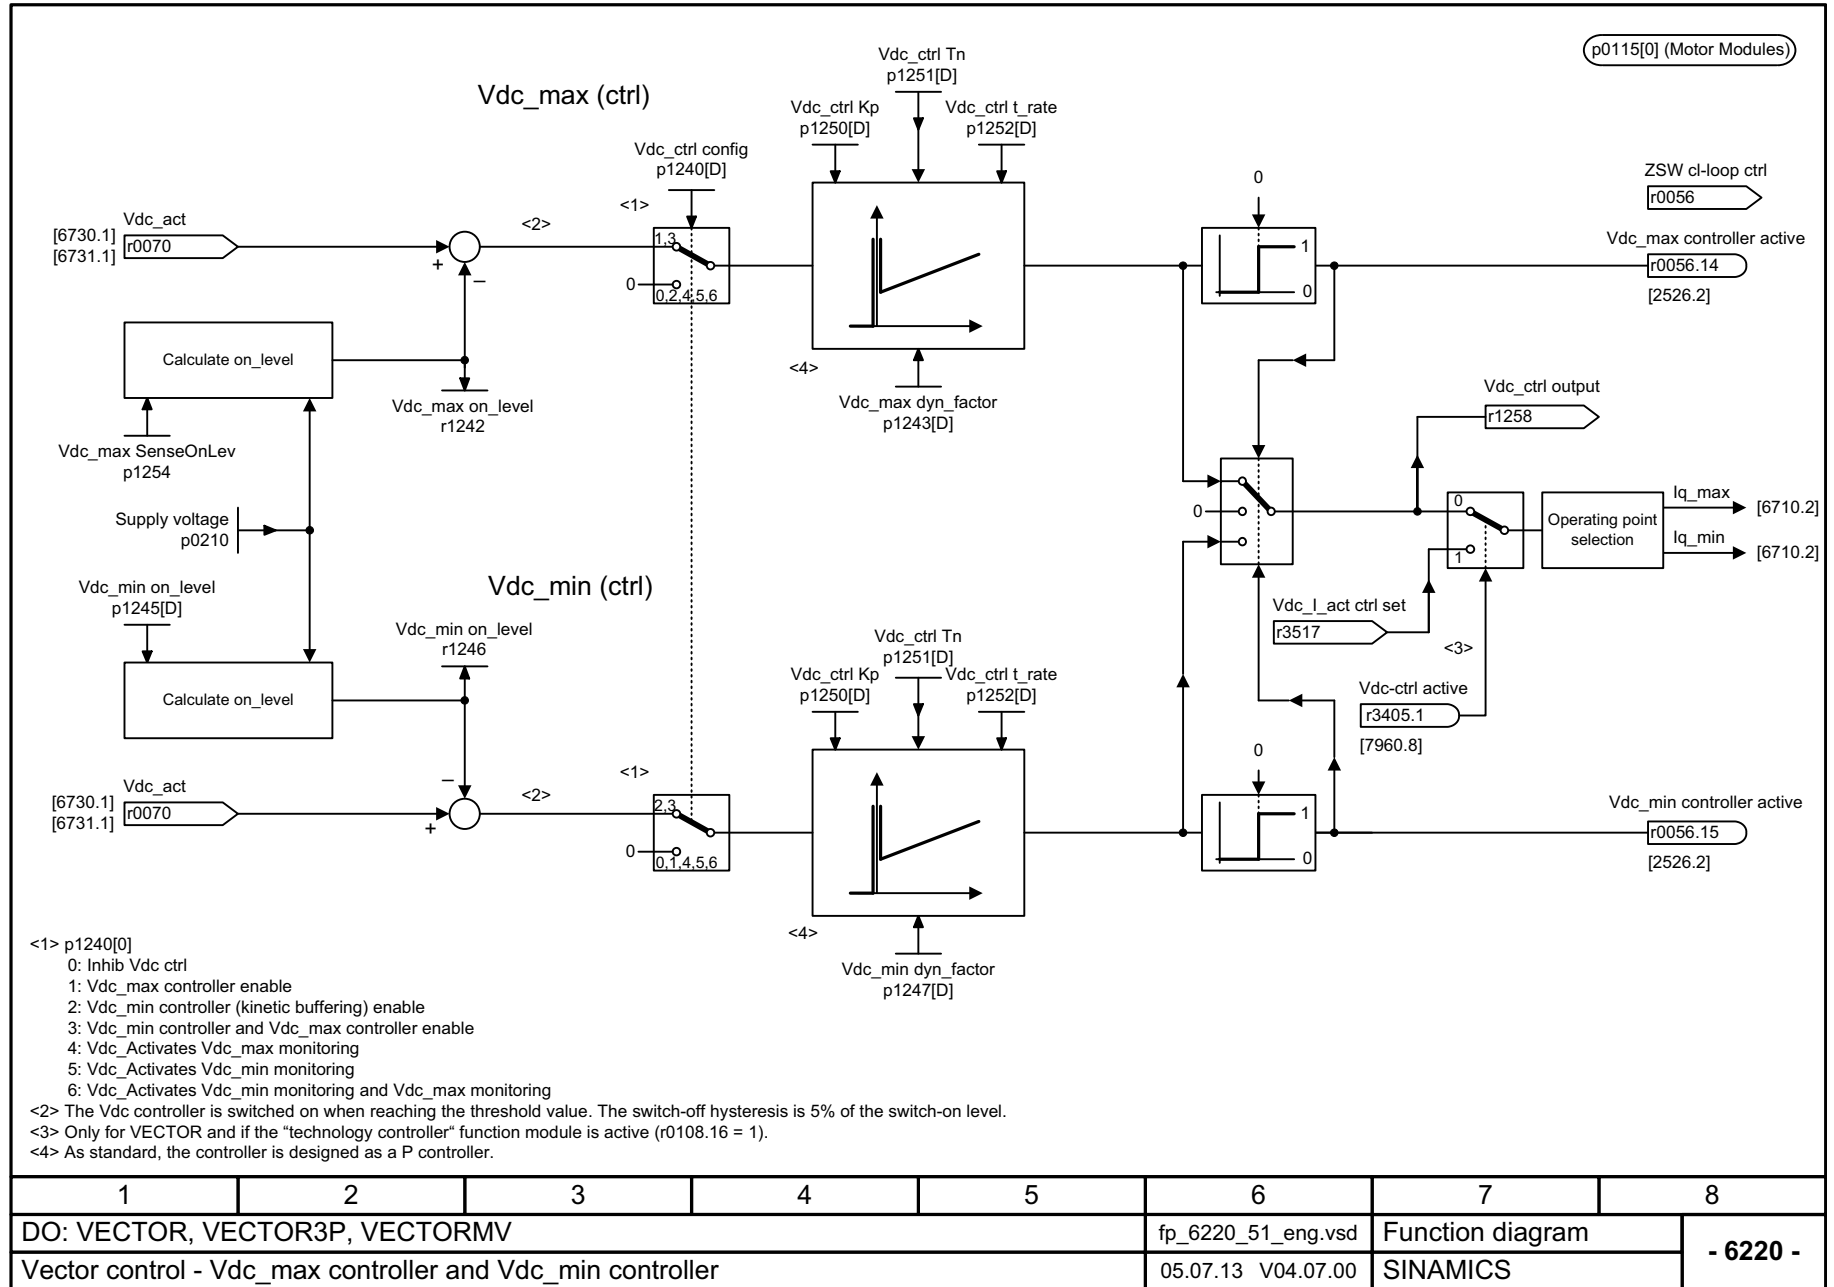 p0115[0] (Motor Modules)
Vdc_max (ctrl)
Vdc_ctrl Tn
p1251[D]
Vdc_ctrl Kp
p1250[D]
Vdc_ctrl t_rate
p1252[D]
Vdc_ctrl config
p1240[D]
<1>
<2>
Vdc_act
[6730.1]
[6731.1]
r0070
+
–
1,3
0
0,2,4,5,6
0
1
0
ZSW cl-loop ctrl
r0056
Vdc_max controller active
r0056.14
[2526.2]
Calculate on_level
Vdc_max on_level
r1242
<4>
Vdc_max dyn_factor
p1243[D]
Vdc_max SenseOnLev
p1254
Vdc_ctrl output
r1258
Supply voltage
p0210
0
0
1
Operating point
selection
Iq_max
[6710.2]
Iq_min
[6710.2]
Vdc_min on_level
p1245[D]
Vdc_min (ctrl)
Vdc_I_act ctrl set
r3517
<3>
Vdc-ctrl active
r3405.1
[7960.8]
Vdc_min on_level
r1246
Calculate on_level
Vdc_ctrl Tn
p1251[D]
Vdc_ctrl Kp
p1250[D]
Vdc_ctrl t_rate
p1252[D]
<1>
<2>
Vdc_act
[6730.1]
[6731.1]
r0070
+
–
2,3
0
0,1,4,5,6
0
1
0
Vdc_min controller active
r0056.15
[2526.2]
<4>
Vdc_min dyn_factor
p1247[D]
<1> p1240[0]
0: Inhib Vdc ctrl
1: Vdc_max controller enable
2: Vdc_min controller (kinetic buffering) enable
3: Vdc_min controller and Vdc_max controller enable
4: Vdc_Activates Vdc_max monitoring
5: Vdc_Activates Vdc_min monitoring
6: Vdc_Activates Vdc_min monitoring and Vdc_max monitoring
<2> The Vdc controller is switched on when reaching the threshold value. The switch-off hysteresis is 5% of the switch-on level.
<3> Only for VECTOR and if the “technology controller“ function module is active (r0108.16 = 1).
<4> As standard, the controller is designed as a P controller.
1 2 3 4 5 6 7 8
DO: VECTOR, VECTOR3P, VECTORMV
fp_6220_51_eng.vsd
Function diagram
- 6220 -
Vector control - Vdc_max controller and Vdc_min controller
05.07.13 V04.07.00
SINAMICS